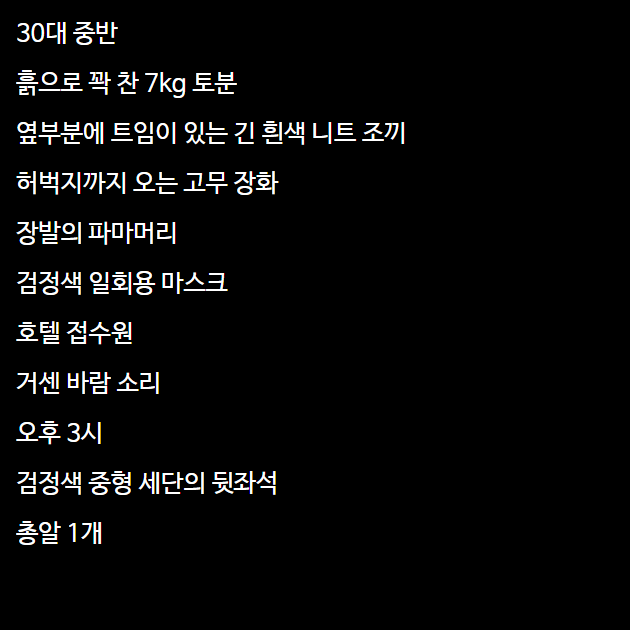 30대 중반
흙으로 꽉 찬 7kg 토분
옆부분에 트임이 있는 긴 흰색 니트 조끼
허벅지까지 오는 고무 장화
장발의 파마머리
검정색 일회용 마스크
호텔 접수원
거센 바람 소리
오후 3시
검정색 중형 세단의 뒷좌석
총알 1개